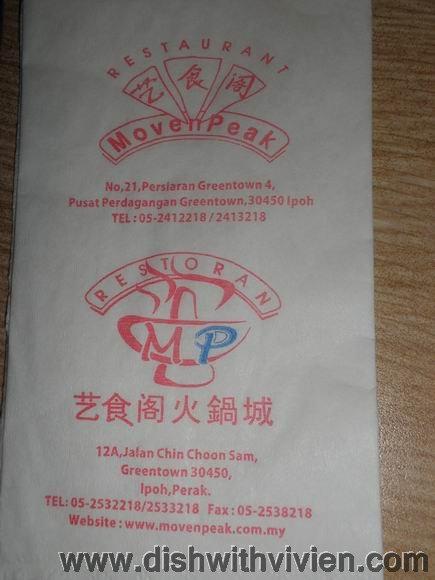 RESTAURANT
艺食阁
MovenPeak
No,21,Persiaran Greentown 4,
Pusat Perdagangan Greentown,30450 Ipoh
TEL : 05-2412218 / 2413218
RESTORAN
MP
艺食阁火鍋城
12A,Jalan Chin Choon Sam,
Greentown 30450,
Ipoh,Perak.
TEL: 05-2532218/2533218 Fax : 05-2538218
Website : www.movenpeak.com.my
www.dishwithvivien.com